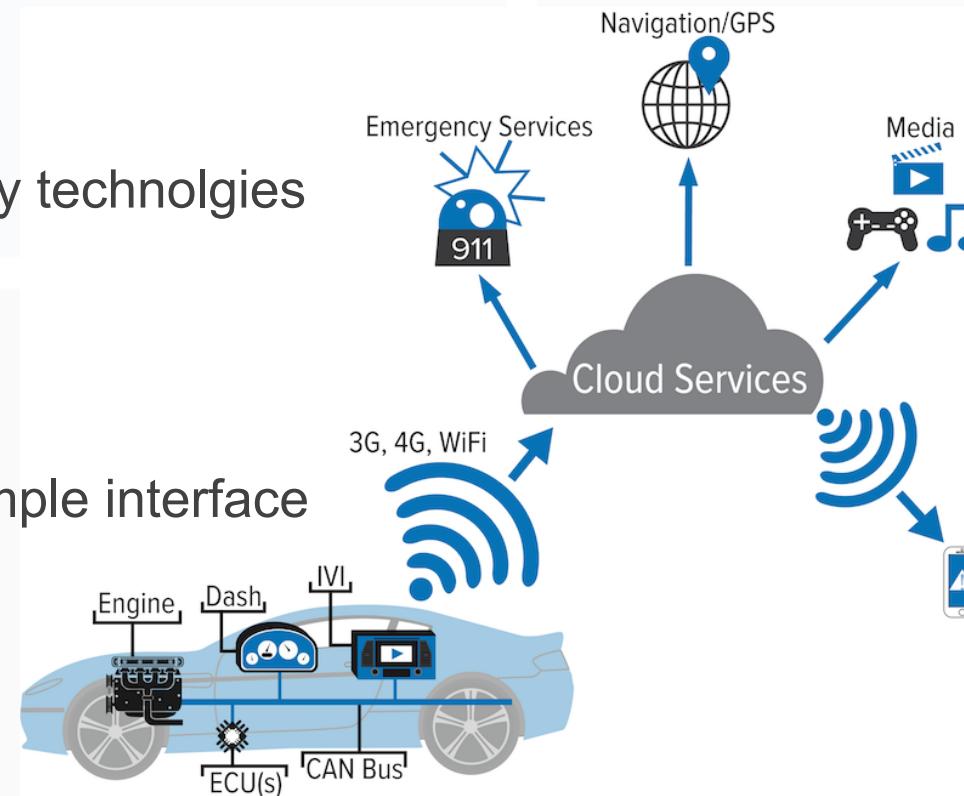 Navigation/GPS
Emergency Services
Media
y technolgies
911
Cloud Services
3G, 4G, WiFi
mple interface
IVI
Engine
Dash
ECU(s)
CAN Bus